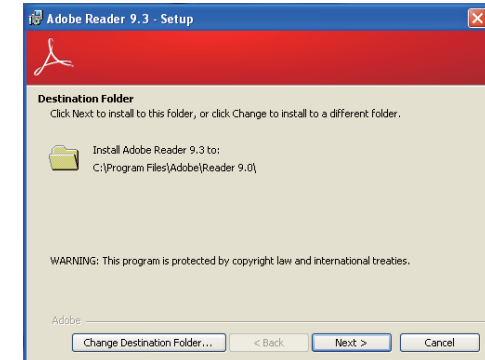 Adobe Reader 9.3 - Setup
Destination Folder
Click Next to install to this folder, or click Change to install to a different folder.
Install Adobe Reader 9.3 to:
C:\Program Files\Adobe\Reader 9.0\
WARNING: This program is protected by copyright law and international treaties.
Adobe
Change Destination Folder... < Back Next > Cancel